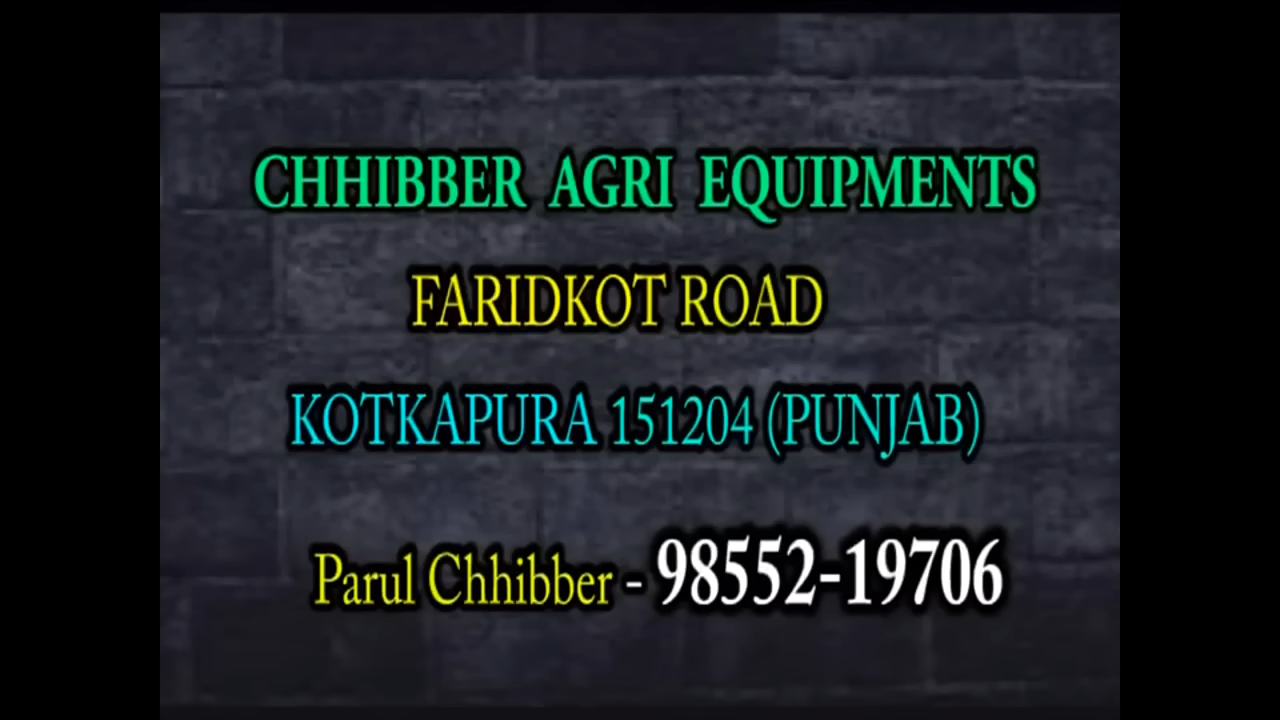 CHHIBBER AGRI EQUIPMENTS
FARIDKOT ROAD
KOTKAPURA 151204 (PUNJAB)
Parul Chhibber - 98552-19706